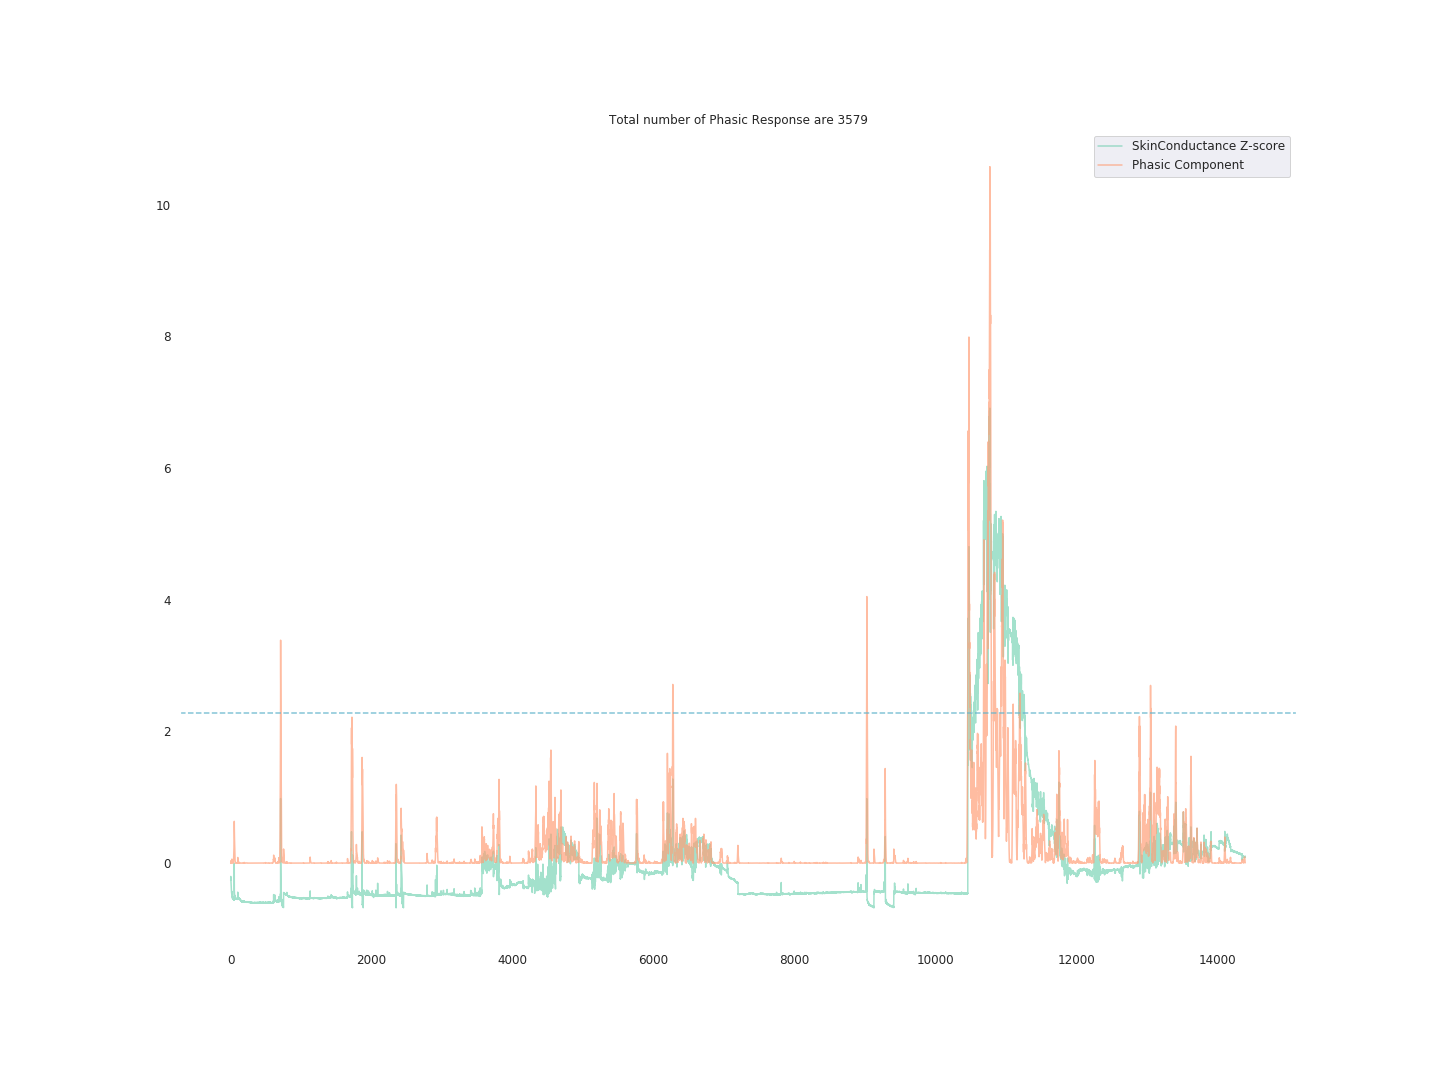 Total number of Phasic Response are 3579
SkinConductance Z-score
Phasic Component
10
8
6
4
2
0
0 2000 4000 6000 8000 10000 12000 14000